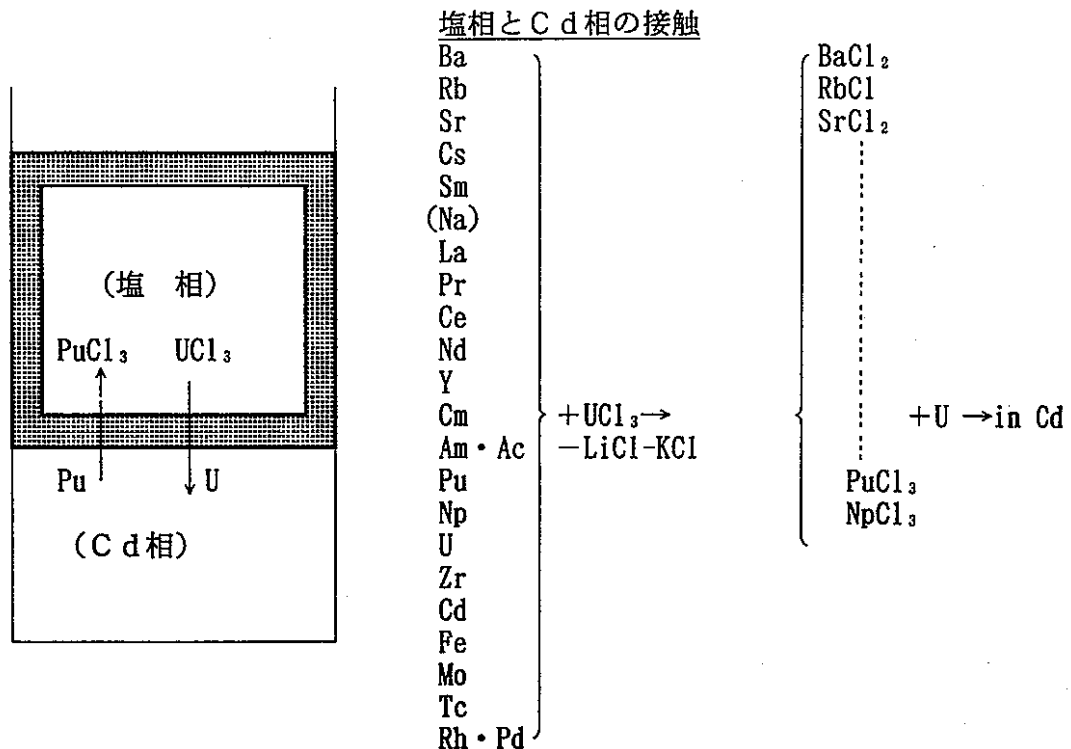 塩相とCd相の接触
Ba
Rb
Sr
Cs
Sm
(Na)
La
Pr
Ce
Nd
Y
Cm
Am・Ac
Pu
Np
U
Zr
Cd
Fe
Mo
Tc
Rh・Pd
+UCl₃→
−LiCl-KCl
BaCl₂
RbCl
SrCl₂
PuCl₃
NpCl₃
+U →in Cd
(塩 相)
PuCl₃ UCl₃
Pu U
(Cd相)